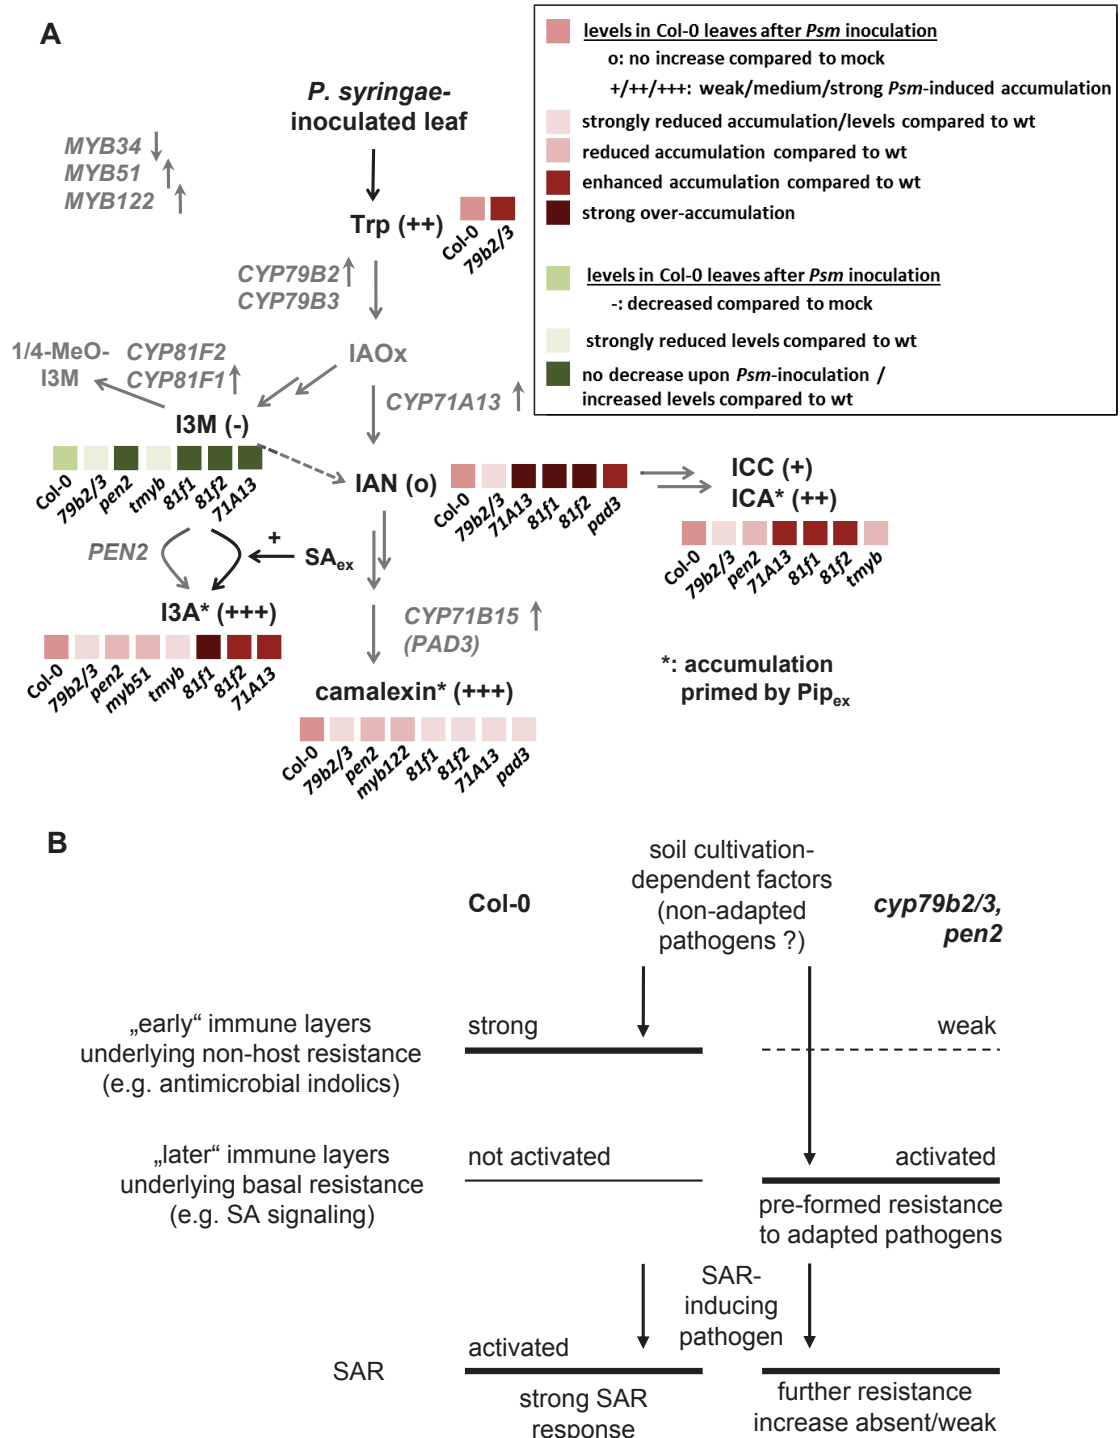 A
P. syringae-
inoculated leaf
MYB34
MYB51
MYB122
levels in Col-0 leaves after Psm inoculation
o: no increase compared to mock
+/++/+++: weak/medium/strong Psm-induced accumulation
strongly reduced accumulation/levels compared to wt
reduced accumulation compared to wt
enhanced accumulation compared to wt
strong over-accumulation
levels in Col-0 leaves after Psm inoculation
-: decreased compared to mock
strongly reduced levels compared to wt
no decrease upon Psm-inoculation /
increased levels compared to wt
Trp (++)
Col-0
79b2/3
CYP79B2
CYP79B3
IAOx
1/4-MeO-
I3M
CYP81F2
CYP81F1
CYP71A13
I3M (-)
Col-0
79b2/3
pen2
tmyb
81f1
81f2
71A13
IAN (o)
Col-0
79b2/3
71A13
81f1
81f2
pad3
ICC (+)
ICA* (++)
Col-0
79b2/3
pen2
71A13
81f1
81f2
tmyb
PEN2
+
SAex
I3A* (+++)
Col-0
79b2/3
pen2
myb51
tmyb
81f1
81f2
71A13
CYP71B15
(PAD3)
camalexin* (+++)
Col-0
79b2/3
pen2
myb122
81f1
81f2
71A13
pad3
*: accumulation
primed by Pipex
B
soil cultivation-
dependent factors
(non-adapted
pathogens ?)
Col-0
cyp79b2/3,
pen2
„early“ immune layers
underlying non-host resistance
(e.g. antimicrobial indolics)
strong
weak
„later“ immune layers
underlying basal resistance
(e.g. SA signaling)
not activated
activated
pre-formed resistance
to adapted pathogens
SAR-
inducing
pathogen
SAR
activated
strong SAR
response
further resistance
increase absent/weak